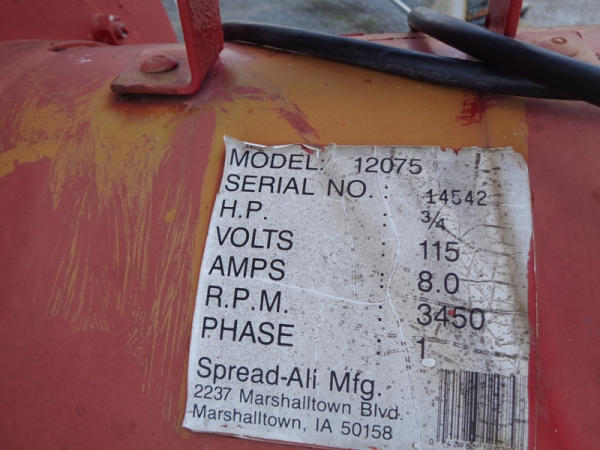 MODEL: 12075
SERIAL NO. : 14542
H.P. : 3/4
VOLTS : 115
AMPS : 8.0
R.P.M. : 3450
PHASE : 1
Spread-All Mfg.
2237 Marshalltown Blvd.
Marshalltown, IA 50158